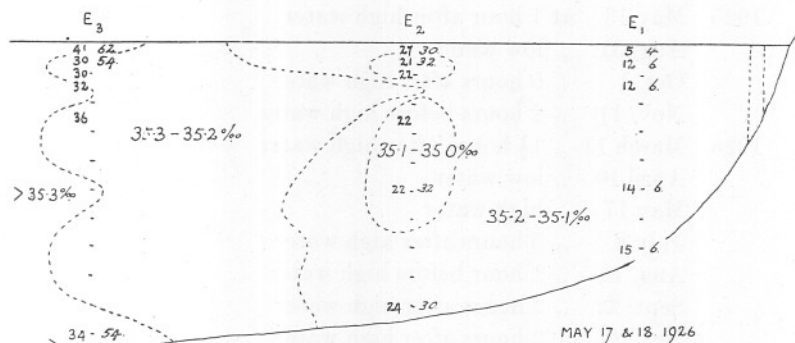 E3 E2 E1
41 62 27 30 5 4
30 54 21 32 12 6
30 22 12 6
32
36 22
35·3 – 35·2‰ 35·1 – 35·0‰
>35·3‰ 22 – 32 14 – 6
35·2 – 35·1‰
15 – 6
24 – 30
34 – 54
MAY 17 & 18. 1926